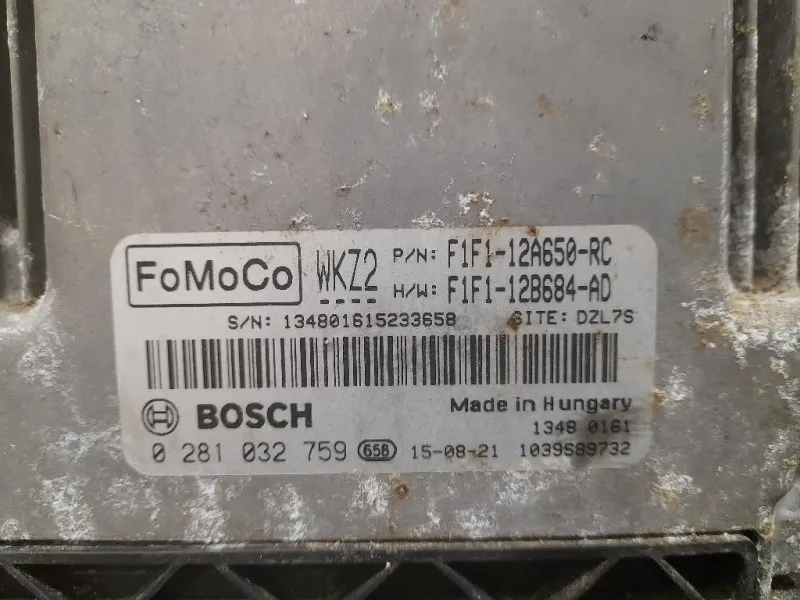 FoMoCo WKZ2 P/N: F1F1-12A650-RC
H/W: F1F1-12B684-AD
S/N: 134801615233658 SITE: DZL7S
BOSCH Made in Hungary
1348 0161
0 281 032 759 658 15-08-21 1039S89732